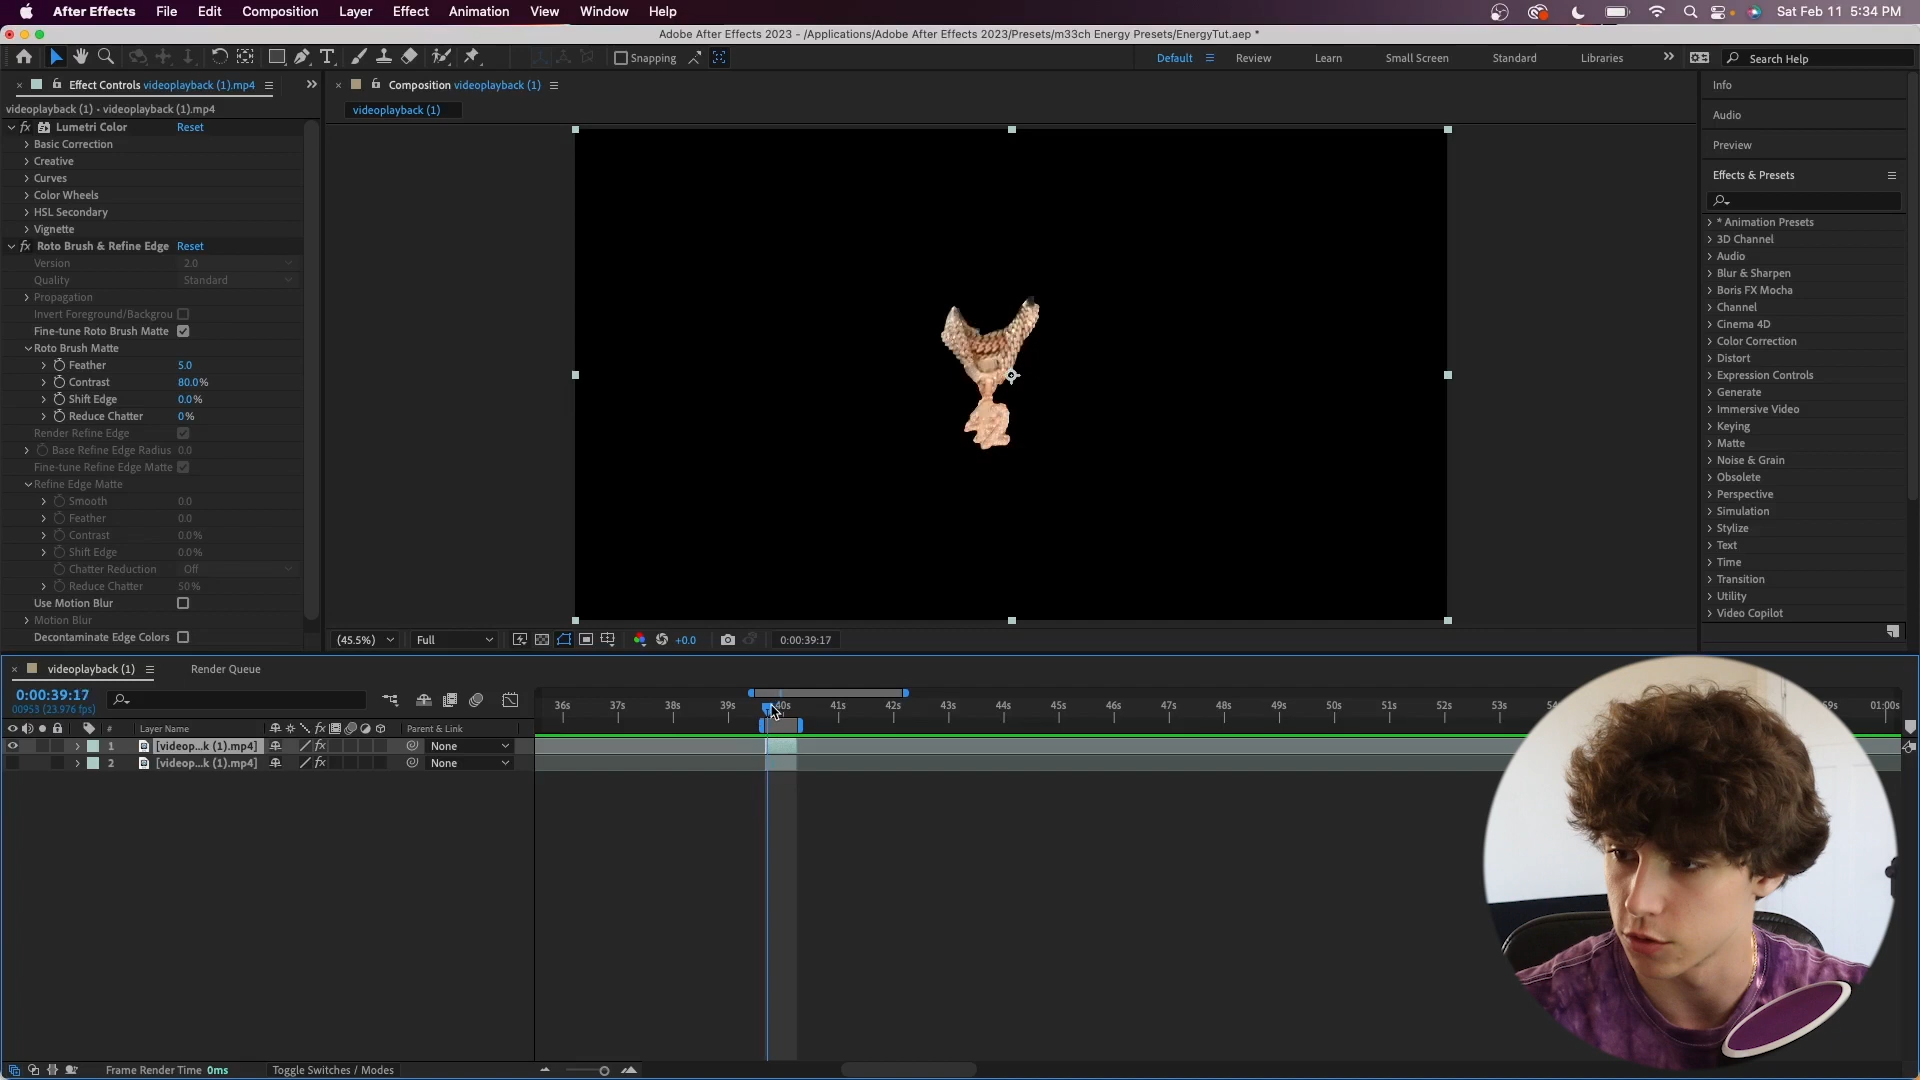 After Effects File Edit Composition Layer Effect Animation View Window Help
Sat Feb 11 5:34 PM
Adobe After Effects 2023 - /Applications/Adobe After Effects 2023/Presets/m33ch Energy Presets/EnergyTut.aep *
Snapping
Default Review Learn Small Screen Standard Libraries
Search Help
Effect Controls videoplayback (1).mp4
Composition videoplayback (1)
videoplayback (1) - videoplayback (1).mp4
videoplayback (1)
Lumetri Color Reset
Basic Correction
Creative
Curves
Color Wheels
HSL Secondary
Vignette
Roto Brush & Refine Edge Reset
Version 2.0
Quality Standard
Propagation
Invert Foreground/Backgrou
Fine-tune Roto Brush Matte
Roto Brush Matte
Feather 5.0
Contrast 80.0%
Shift Edge 0.0%
Reduce Chatter 0%
Render Refine Edge
Base Refine Edge Radius 0.0
Fine-tune Refine Edge Matte
Refine Edge Matte
Smooth 0.0
Feather 0.0
Contrast 0.0%
Shift Edge 0.0%
Chatter Reduction Off
Reduce Chatter 50%
Use Motion Blur
Motion Blur
Decontaminate Edge Colors
(45.5%) Full +0.0 0:00:39:17
Info
Audio
Preview
Effects & Presets
* Animation Presets
3D Channel
Audio
Blur & Sharpen
Boris FX Mocha
Channel
Cinema 4D
Color Correction
Distort
Expression Controls
Generate
Immersive Video
Keying
Matte
Noise & Grain
Obsolete
Perspective
Simulation
Stylize
Text
Time
Transition
Utility
Video Copilot
videoplayback (1) Render Queue
0:00:39:17
00953 (23.976 fps)
36s 37s 38s 39s 40s 41s 42s 43s 44s 45s 46s 47s 48s 49s 50s 51s 52s 53s 01:00s
# Layer Name Parent & Link
1 [videop...k (1).mp4] None
2 [videop...k (1).mp4] None
Frame Render Time 0ms Toggle Switches / Modes